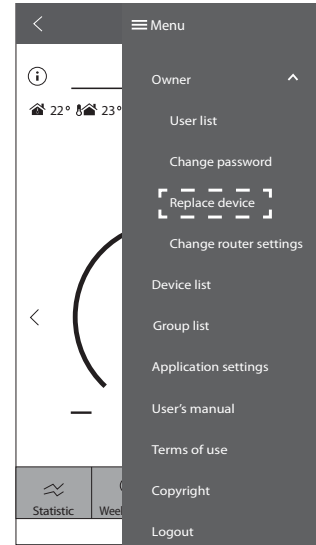 Menu
Owner
22° 23°
User list
Change password
Replace device
Change router settings
Device list
Group list
Application settings
User's manual
Terms of use
Copyright
Statistic
Logout